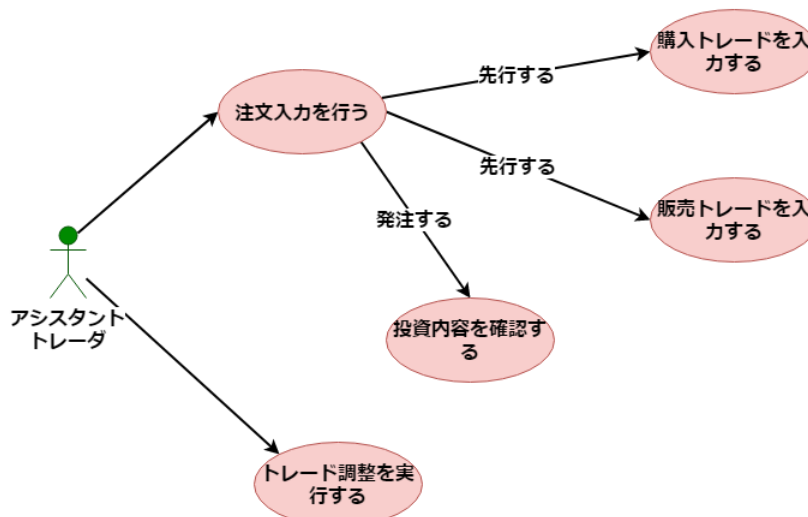 購入トレードを入
力する
先行する
注文入力を行う
先行する
販売トレードを入
力する
発注する
アシスタント
トレーダ
投資内容を確認す
る
トレード調整を実
行する